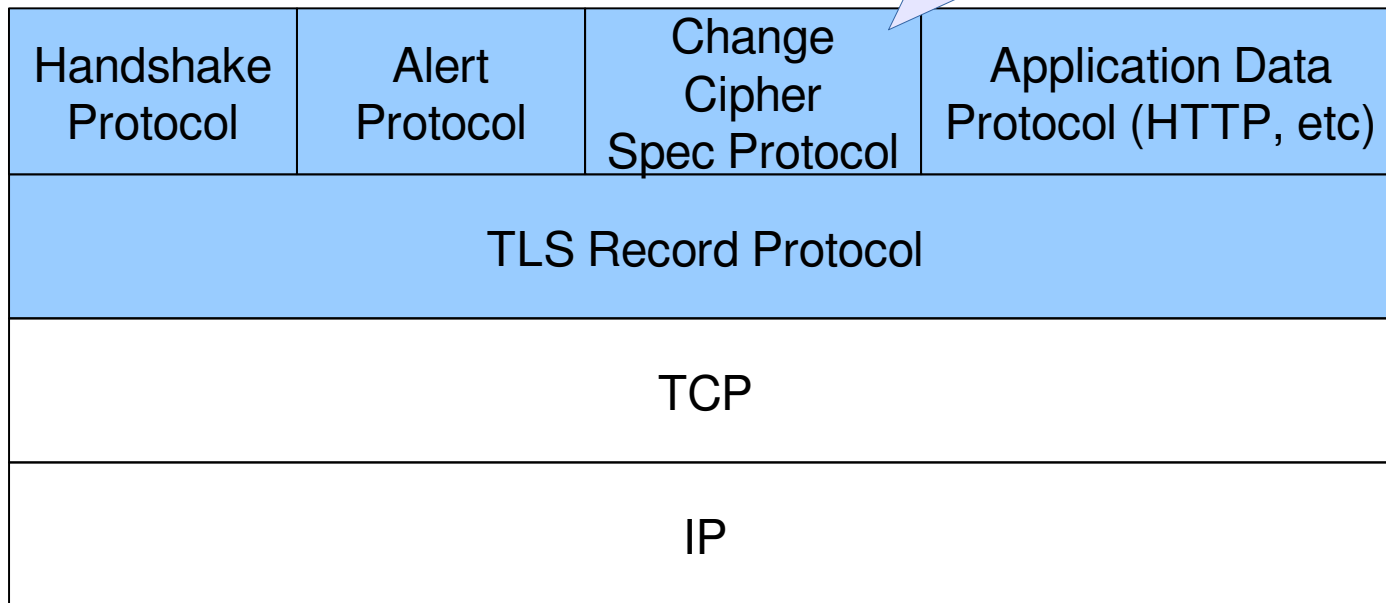 Handshake
Protocol
Alert
Protocol
Change
Cipher
Spec Protocol
Application Data
Protocol (HTTP, etc)
TLS Record Protocol
TCP
IP